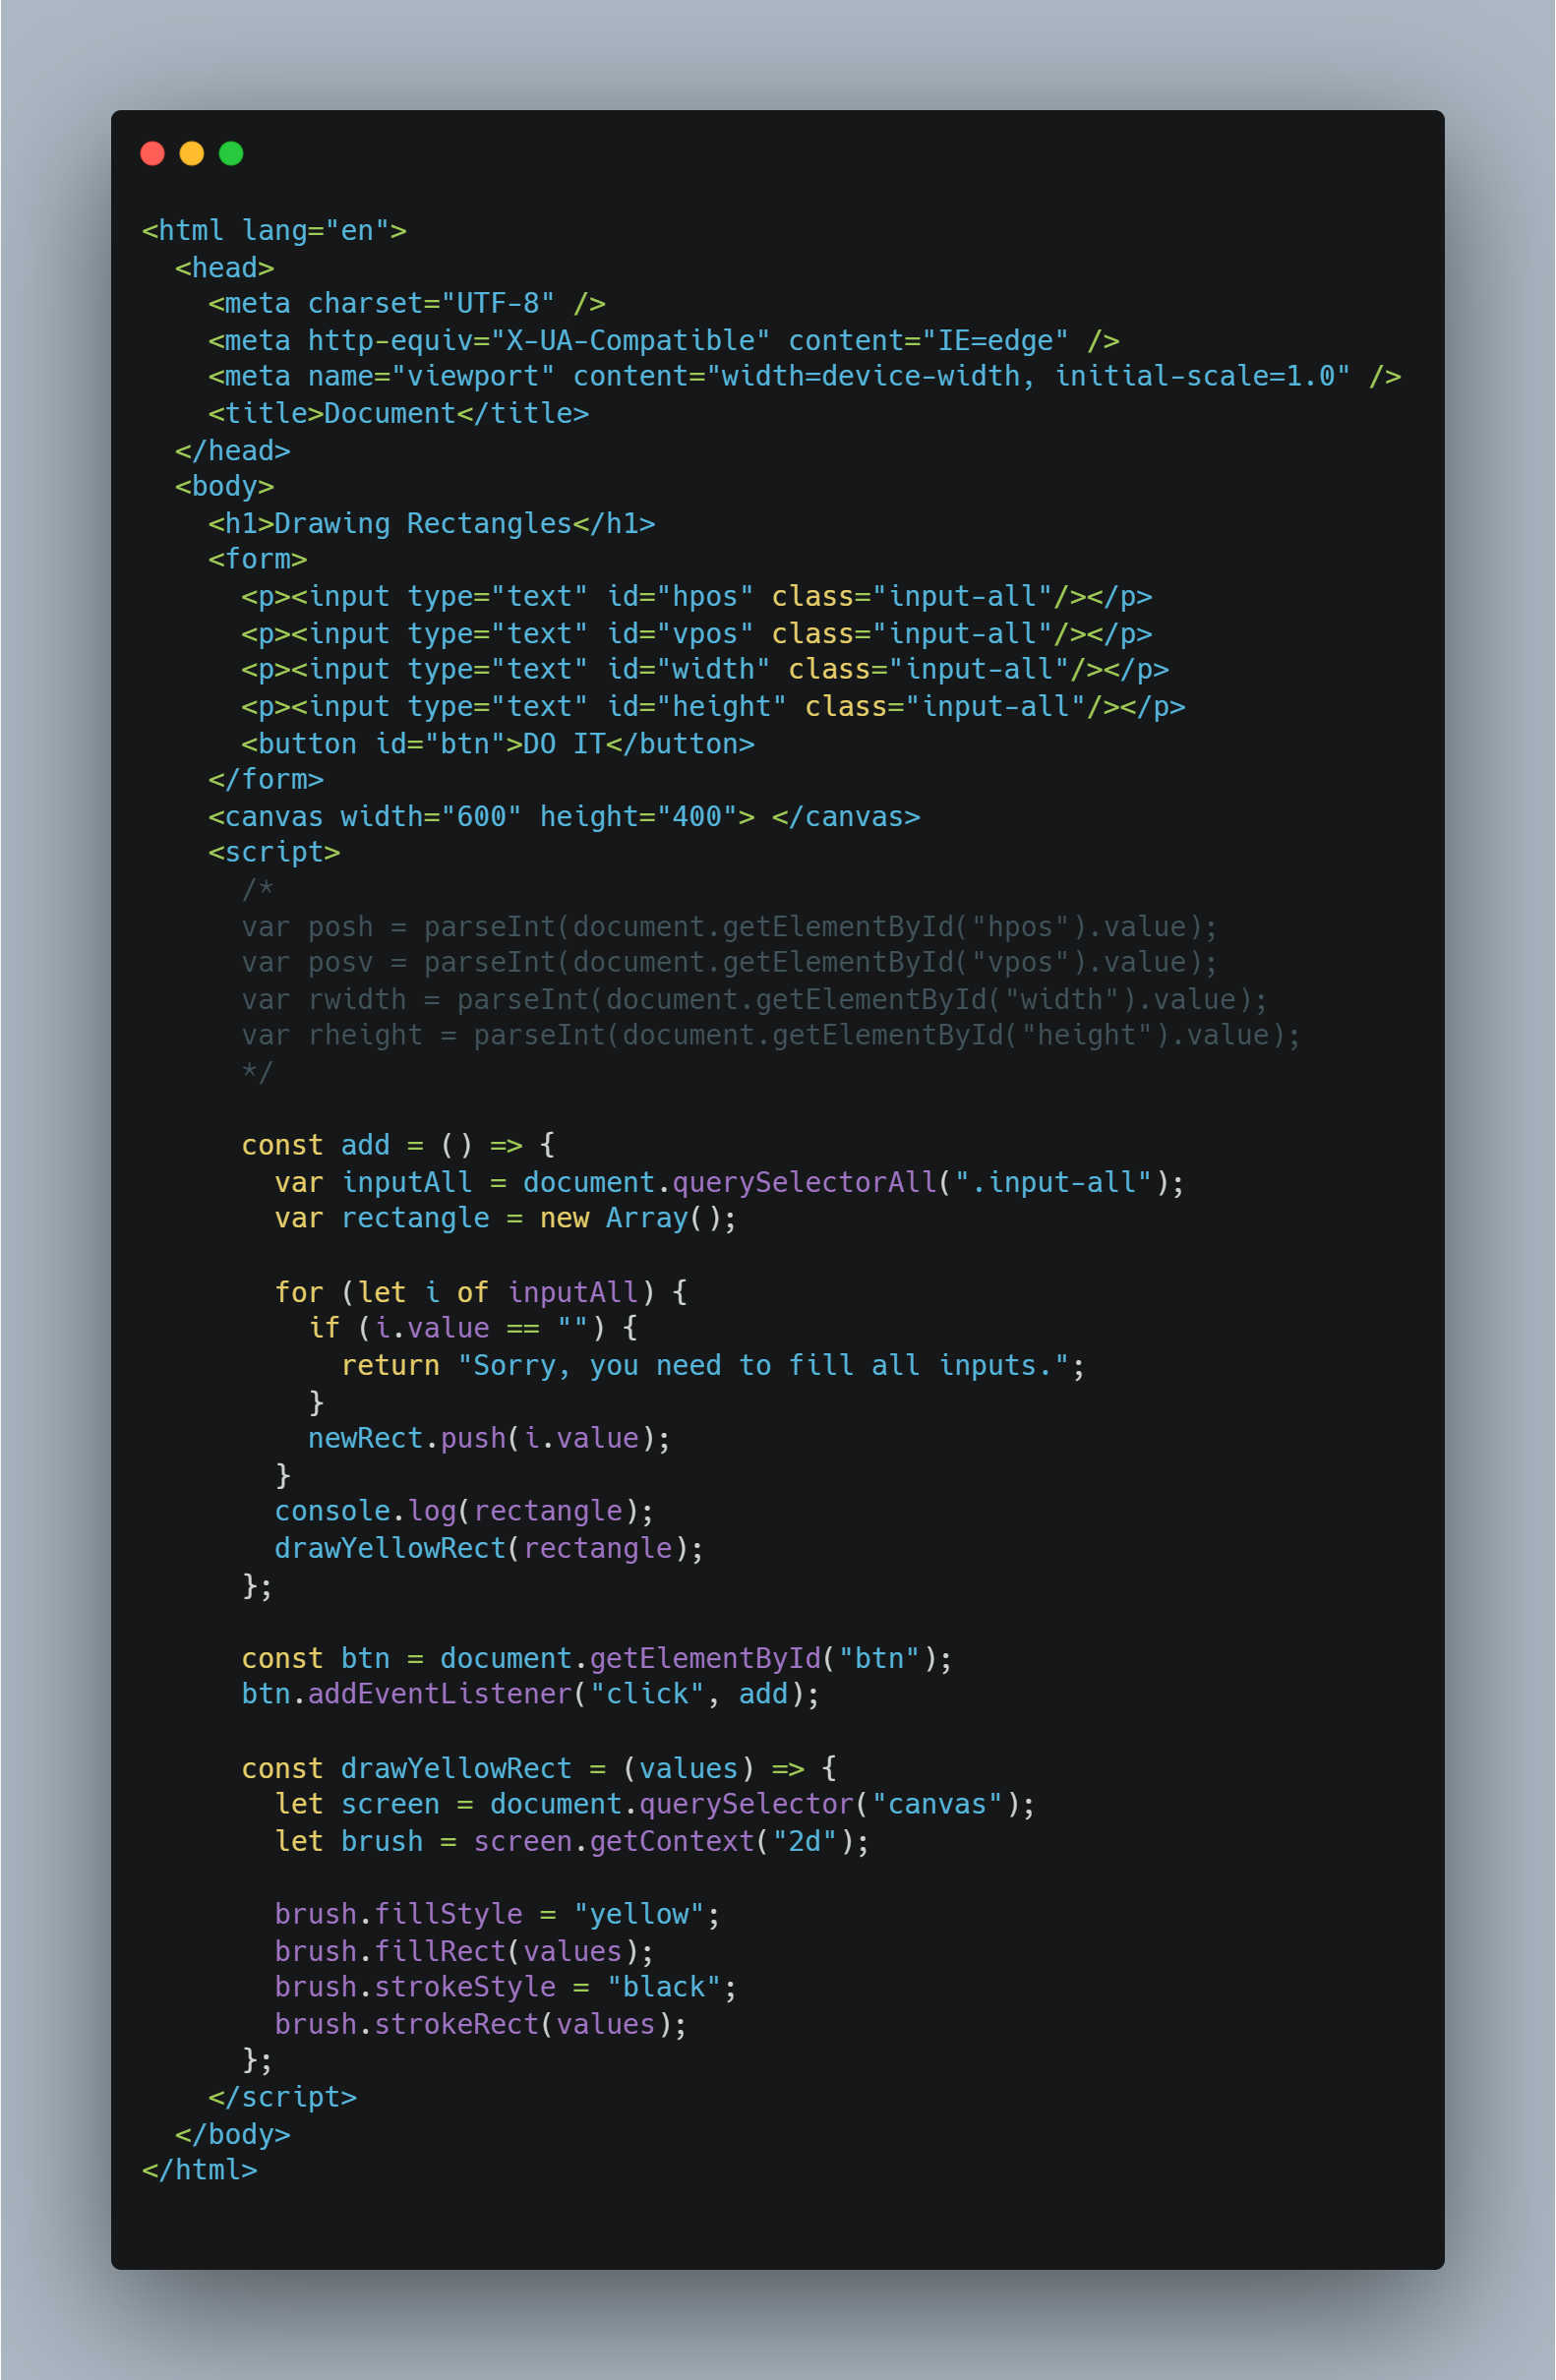 <html lang="en">
  <head>
    <meta charset="UTF-8" />
    <meta http-equiv="X-UA-Compatible" content="IE=edge" />
    <meta name="viewport" content="width=device-width, initial-scale=1.0" />
    <title>Document</title>
  </head>
  <body>
    <h1>Drawing Rectangles</h1>
    <form>
      <p><input type="text" id="hpos" class="input-all"/></p>
      <p><input type="text" id="vpos" class="input-all"/></p>
      <p><input type="text" id="width" class="input-all"/></p>
      <p><input type="text" id="height" class="input-all"/></p>
      <button id="btn">DO IT</button>
    </form>
    <canvas width="600" height="400"> </canvas>
    <script>
      /*
      var posh = parseInt(document.getElementById("hpos").value);
      var posv = parseInt(document.getElementById("vpos").value);
      var rwidth = parseInt(document.getElementById("width").value);
      var rheight = parseInt(document.getElementById("height").value);
      */

      const add = () => {
        var inputAll = document.querySelectorAll(".input-all");
        var rectangle = new Array();

        for (let i of inputAll) {
          if (i.value == "") {
            return "Sorry, you need to fill all inputs.";
          }
          newRect.push(i.value);
        }
        console.log(rectangle);
        drawYellowRect(rectangle);
      };

      const btn = document.getElementById("btn");
      btn.addEventListener("click", add);

      const drawYellowRect = (values) => {
        let screen = document.querySelector("canvas");
        let brush = screen.getContext("2d");

        brush.fillStyle = "yellow";
        brush.fillRect(values);
        brush.strokeStyle = "black";
        brush.strokeRect(values);
      };
    </script>
  </body>
</html>